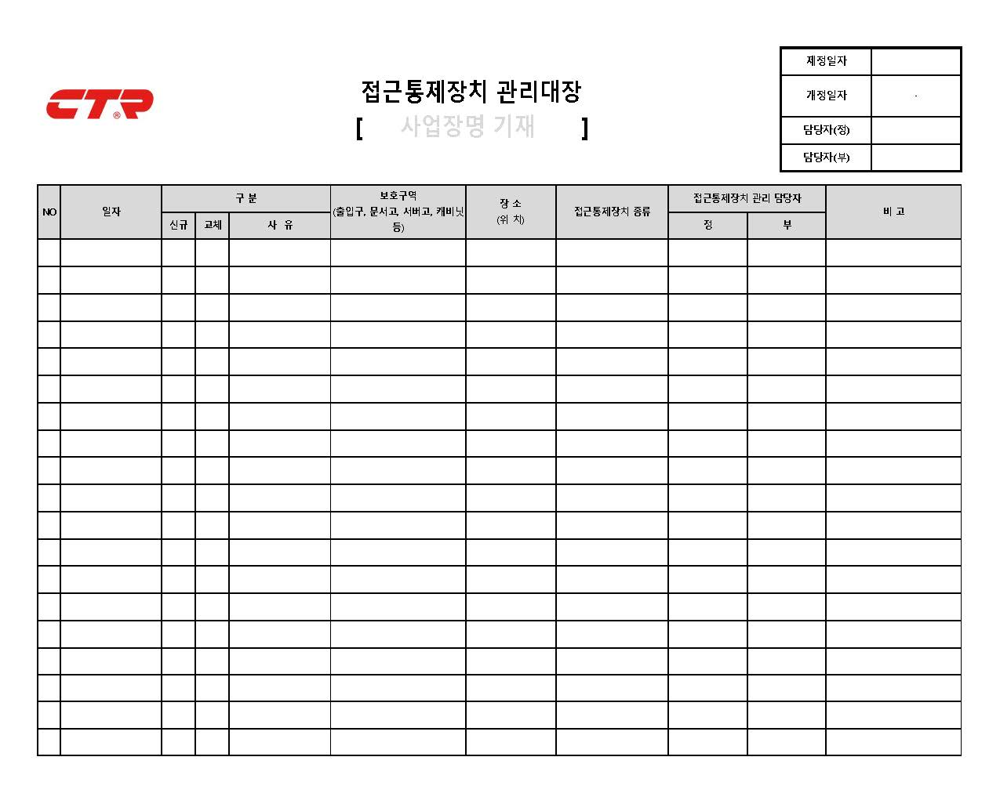 제정일자
개정일자 -
담당자(정)
담당자(부)
CTR®
접근통제장치 관리대장
[ 사업장명 기재 ]
NO
일자
구 분
신규 교체 사 유
보호구역
(출입구, 문서고, 서버고, 캐비닛
등)
장 소
(위 치)
접근통제장치 종류
접근통제장치 관리 담당자
정 부
비 고